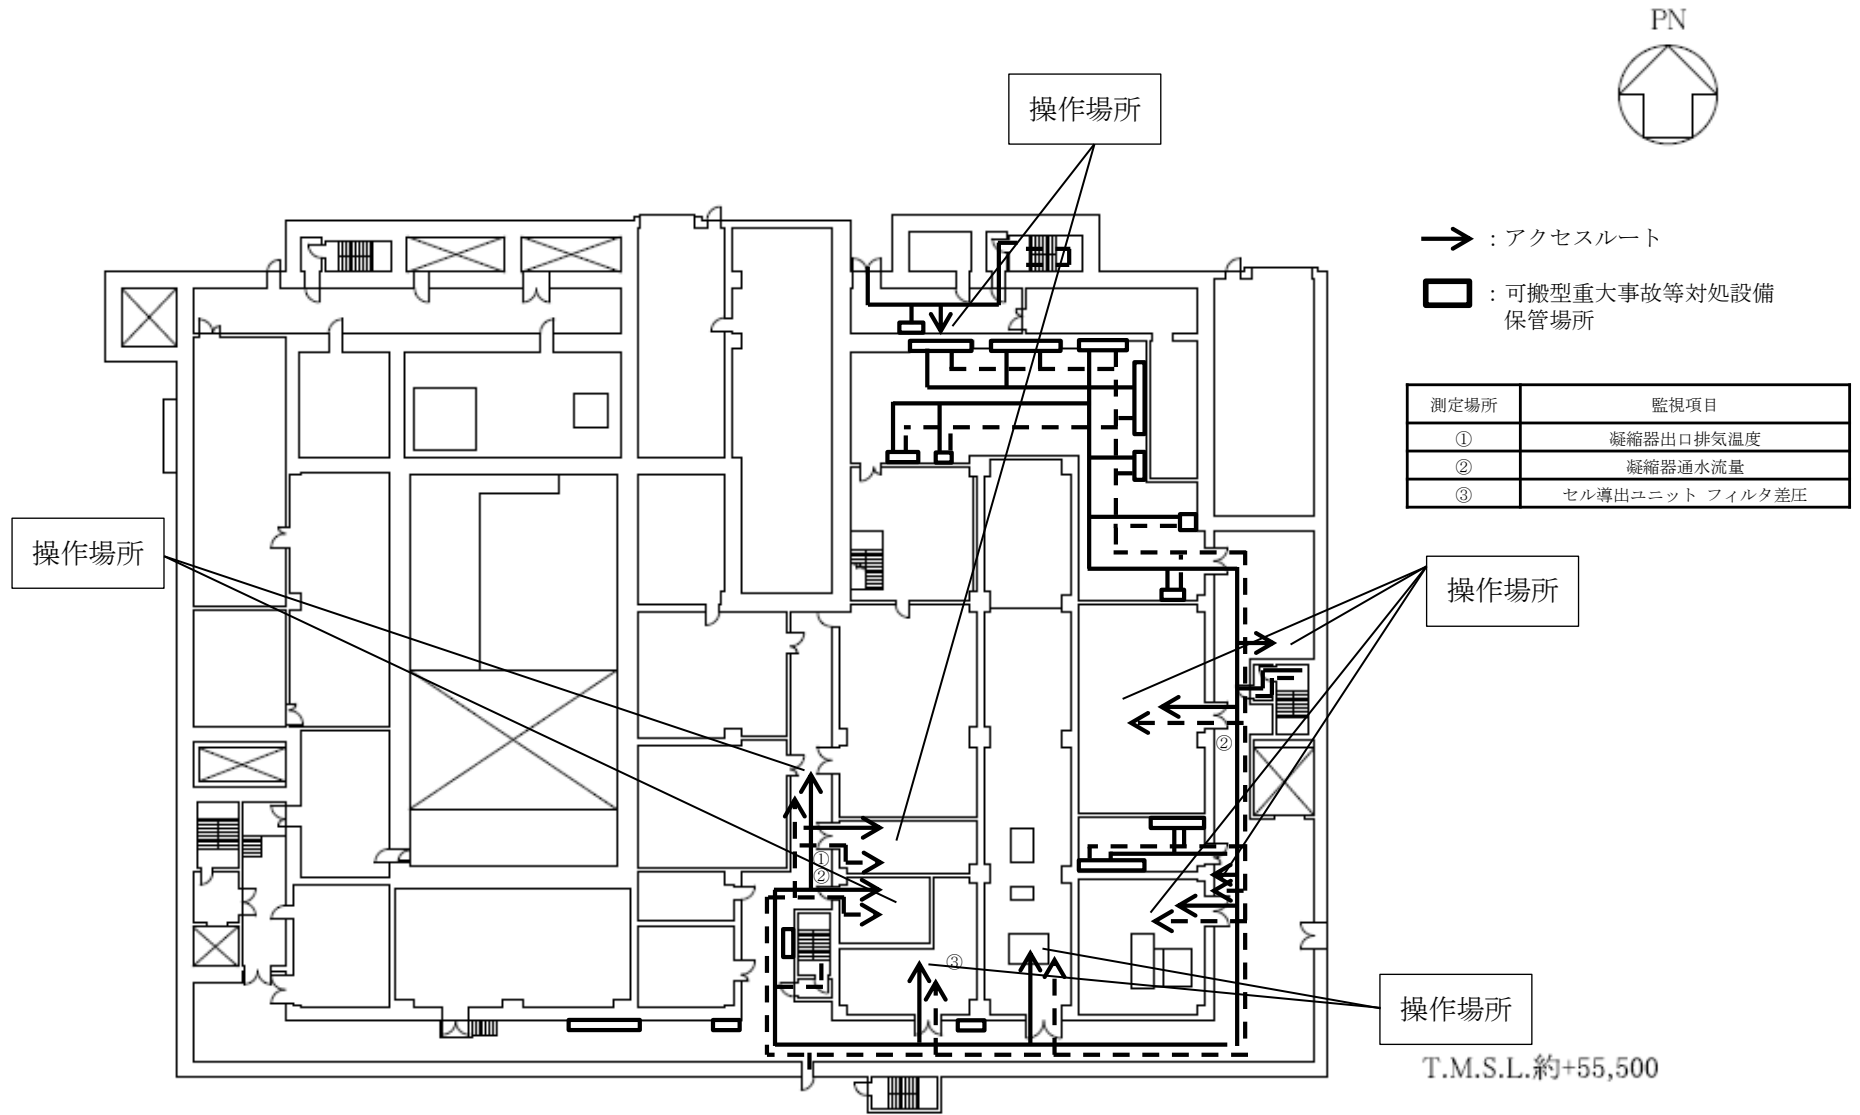 PN
操作場所
：アクセスルート
：可搬型重大事故等対処設備
保管場所
測定場所 監視項目
① 凝縮器出口排気温度
② 凝縮器通水流量
③ セル導出ユニット フィルタ差圧
操作場所
操作場所
②
①
②
③
操作場所
T.M.S.L.約+55,500